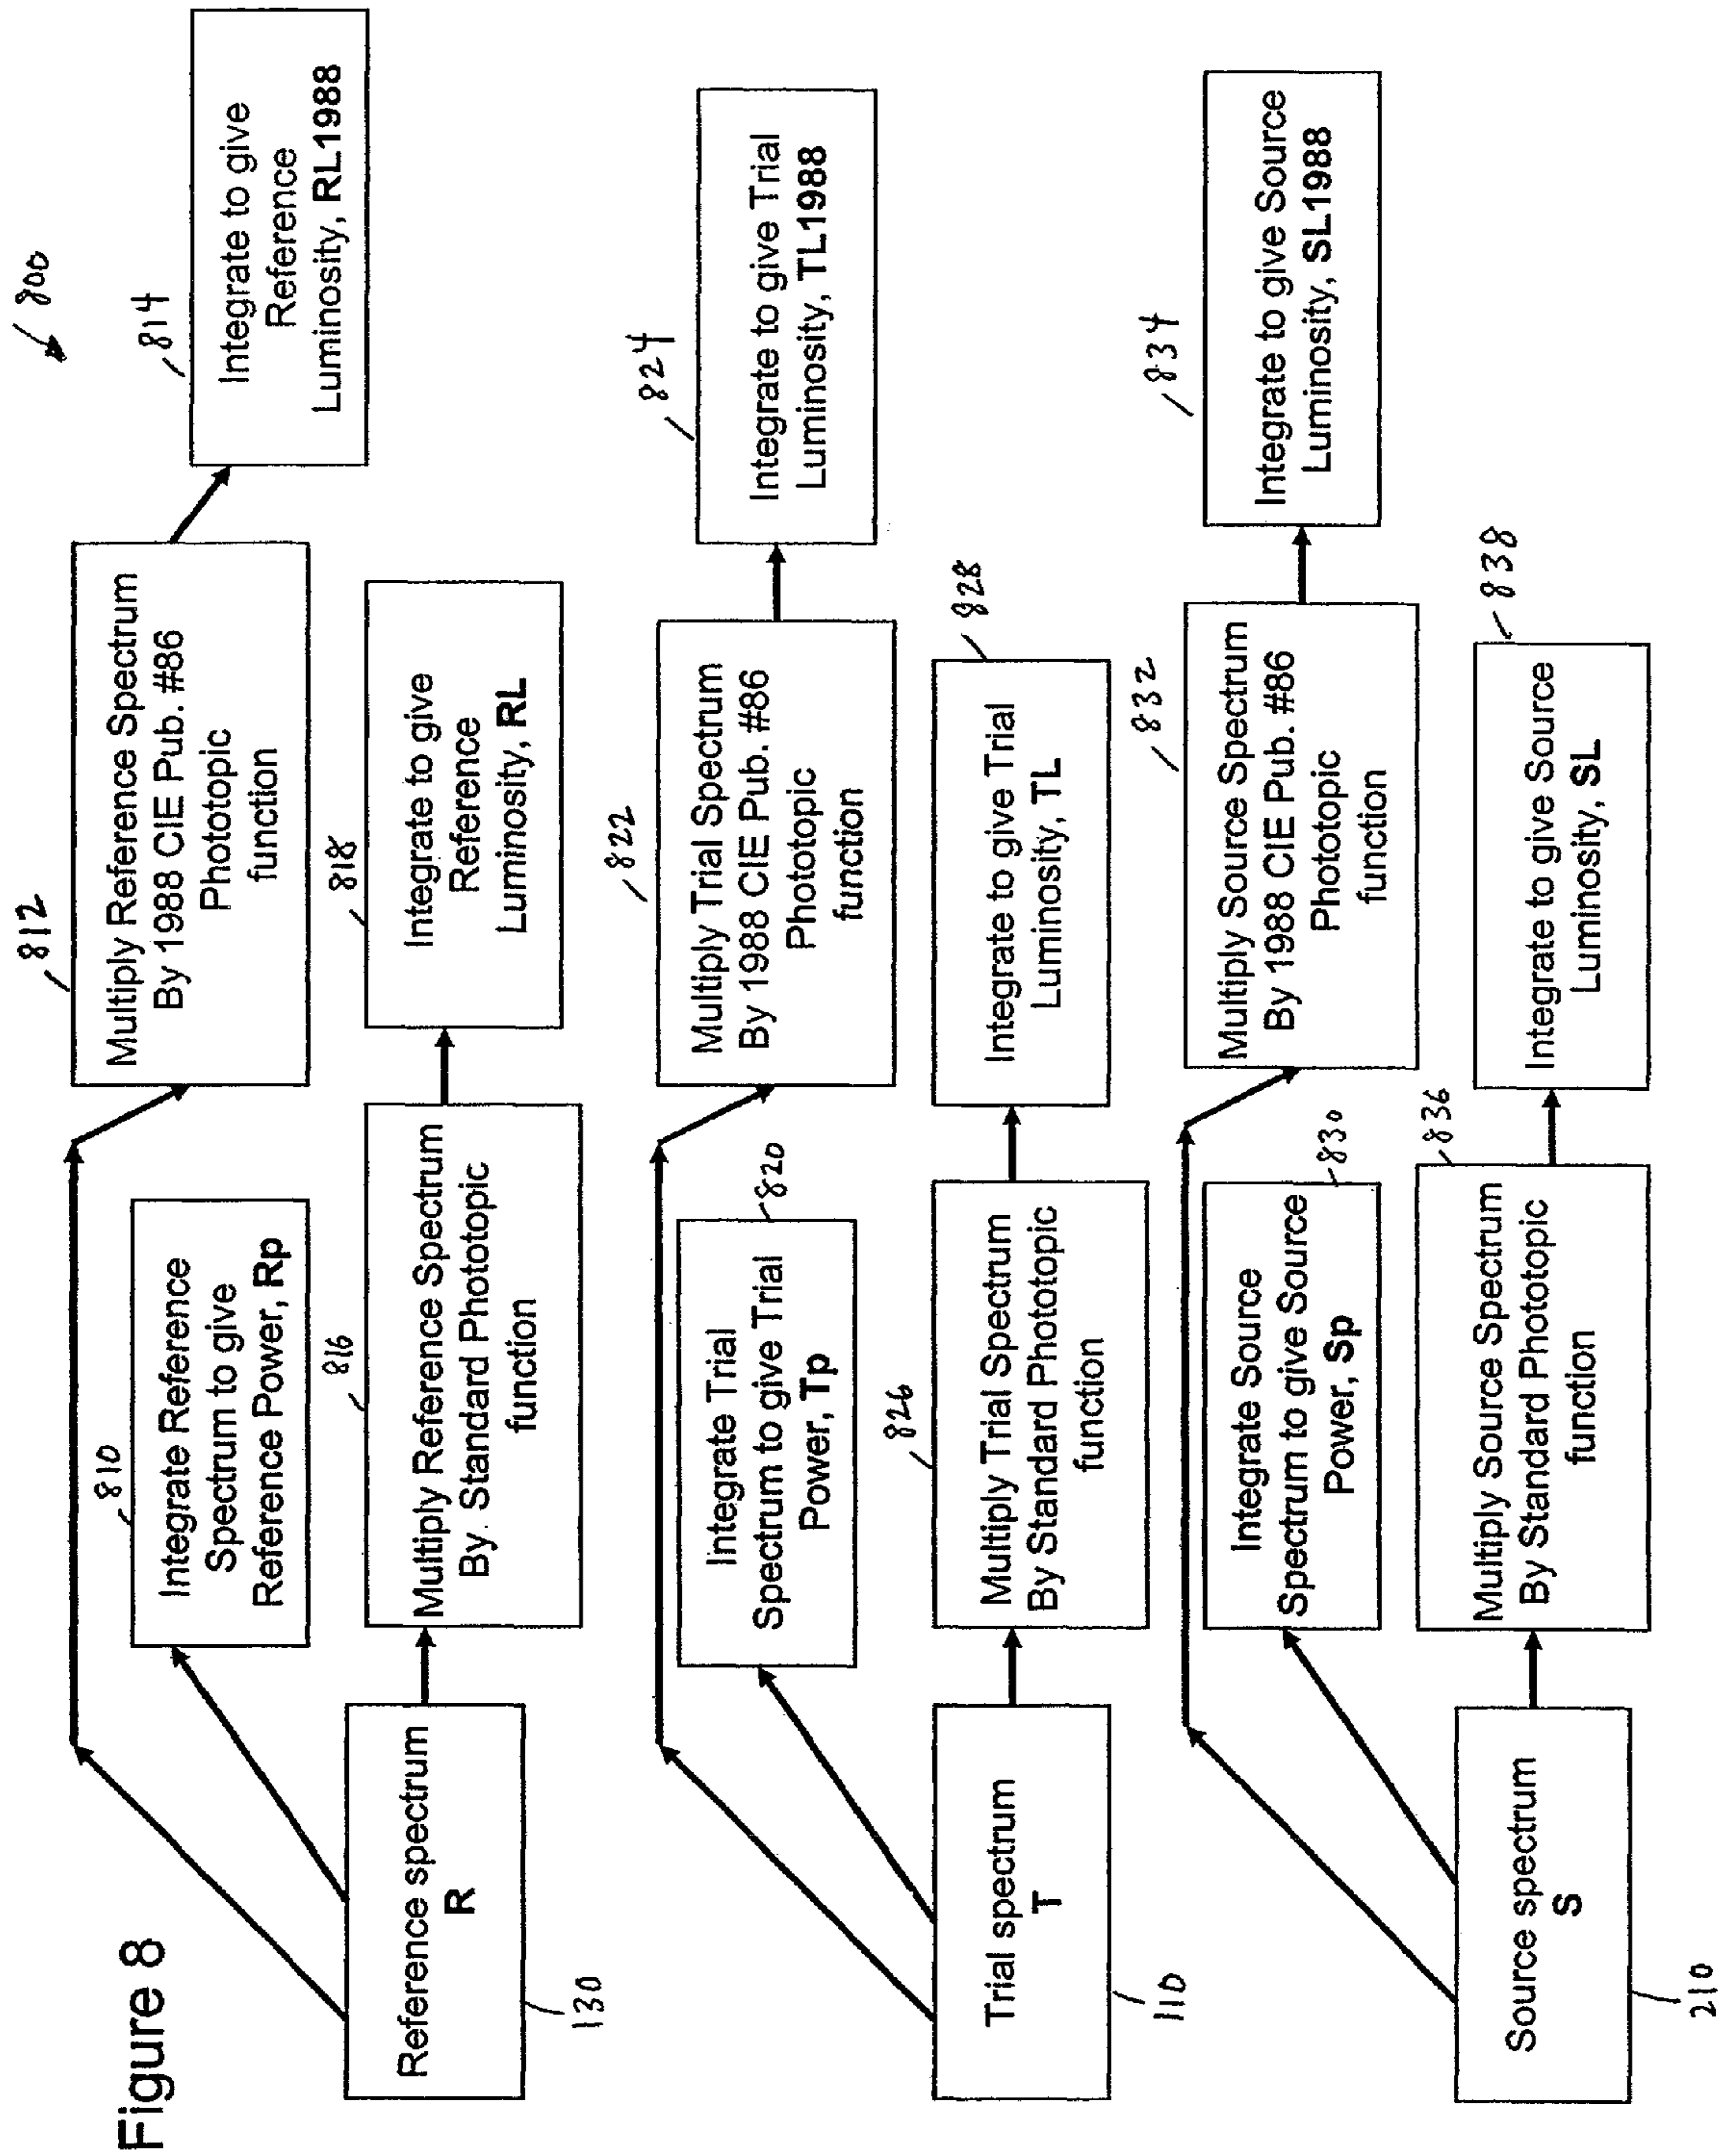 Figure 8
800
812
Multiply Reference Spectrum
By 1988 CIE Pub. #86
Photopic
function
814
Integrate to give
Reference
Luminosity, RL1988
810
Integrate Reference
Spectrum to give
Reference Power, Rp
Reference spectrum
R
130
816
Multiply Reference Spectrum
By. Standard Photopic
function
818
Integrate to give
Reference
Luminosity, RL
822
Multiply Trial Spectrum
By 1988 CIE Pub. #86
Photopic
function
824
Integrate to give Trial
Luminosity, TL1988
820
Integrate Trial
Spectrum to give Trial
Power, Tp
Trial spectrum
T
110
826
Multiply Trial Spectrum
By Standard Photopic
function
828
Integrate to give Trial
Luminosity, TL
832
Multiply Source Spectrum
By 1988 CIE Pub. #86
Photopic
function
834
Integrate to give Source
Luminosity, SL1988
830
Integrate Source
Spectrum to give Source
Power, Sp
Source spectrum
S
210
836
Multiply Source Spectrum
By Standard Photopic
function
838
Integrate to give Source
Luminosity, SL